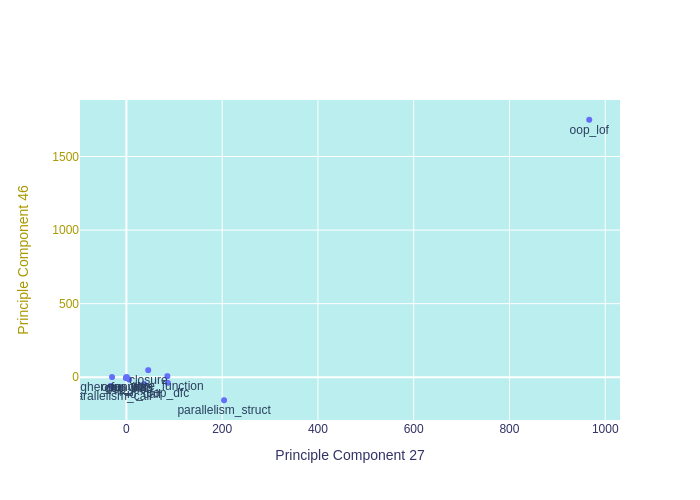 oop_lof
1500
1000
500
0
closure
oop_dfc
parallelism_struct
0
200
400
600
800
1000
Principle Component 27
Principle Component 46